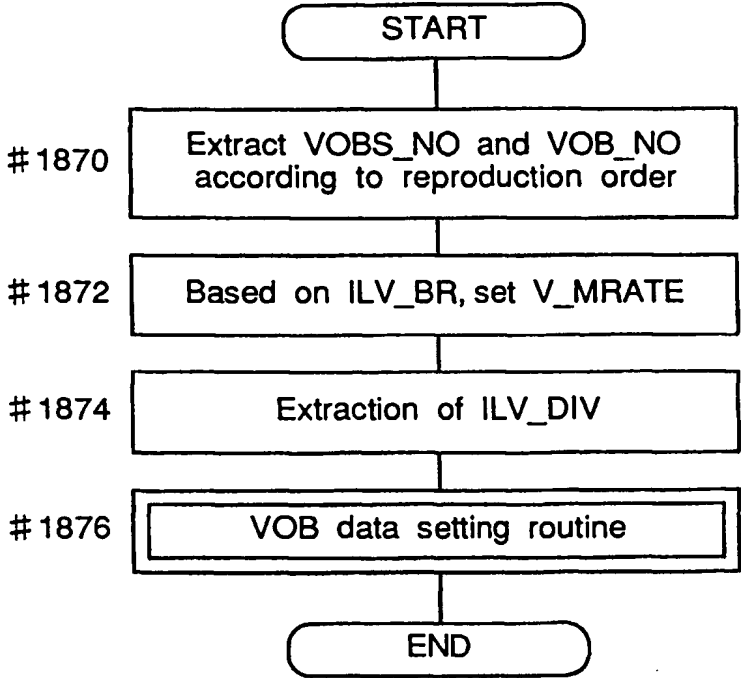 START
#1870
Extract VOBS_NO and VOB_NO
according to reproduction order
#1872
Based on ILV_BR, set V_MRATE
#1874
Extraction of ILV_DIV
#1876
VOB data setting routine
END